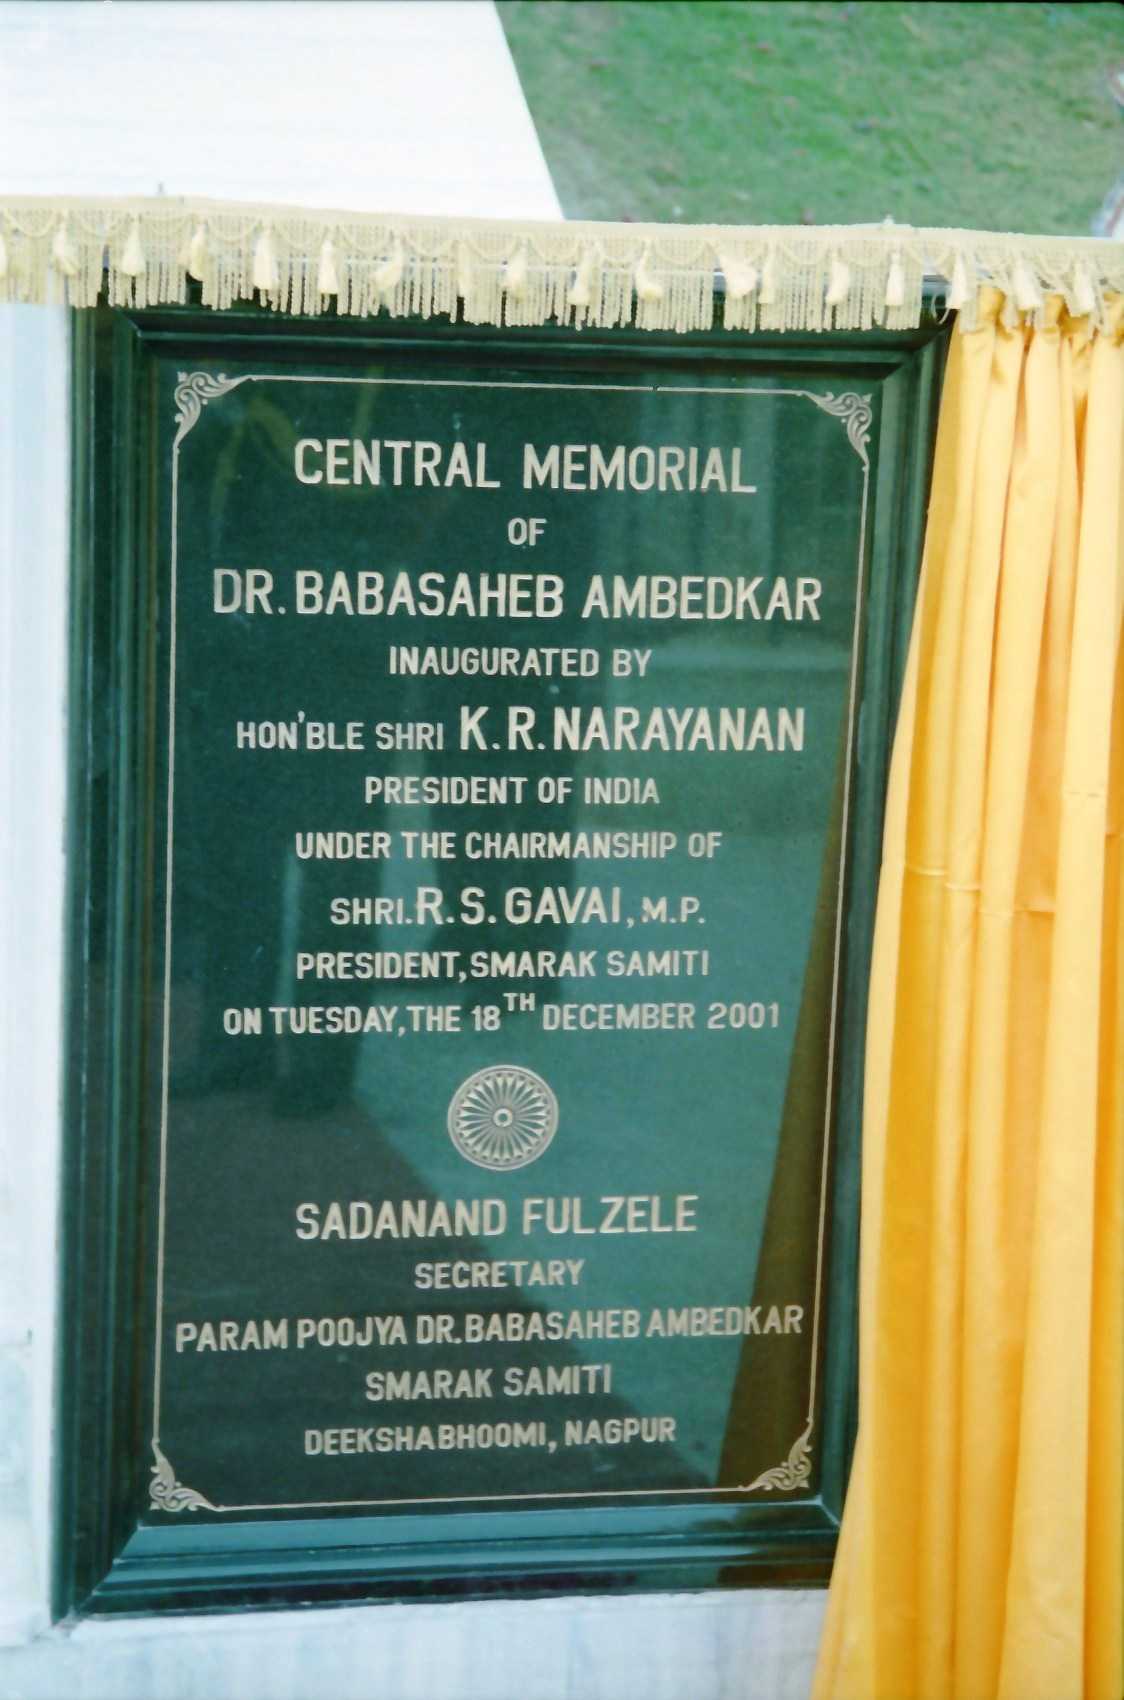 CENTRAL MEMORIAL
OF
DR. BABASAHEB AMBEDKAR
INAUGURATED BY
HON'BLE SHRI K. R. NARAYANAN
PRESIDENT OF INDIA
UNDER THE CHAIRMANSHIP OF
SHRI. R. S. GAVAI, M.P.
PRESIDENT, SMARAK SAMITI
ON TUESDAY, THE 18TH DECEMBER 2001
SADANAND FULZELE
SECRETARY
PARAM POOJYA DR. BABASAHEB AMBEDKAR
SMARAK SAMITI
DEEKSHABHOOMI, NAGPUR